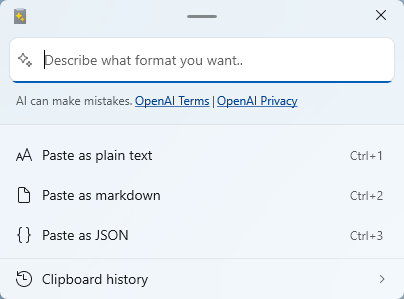 Describe what format you want..
AI can make mistakes. OpenAI Terms | OpenAI Privacy
Paste as plain text Ctrl+1
Paste as markdown Ctrl+2
Paste as JSON Ctrl+3
Clipboard history